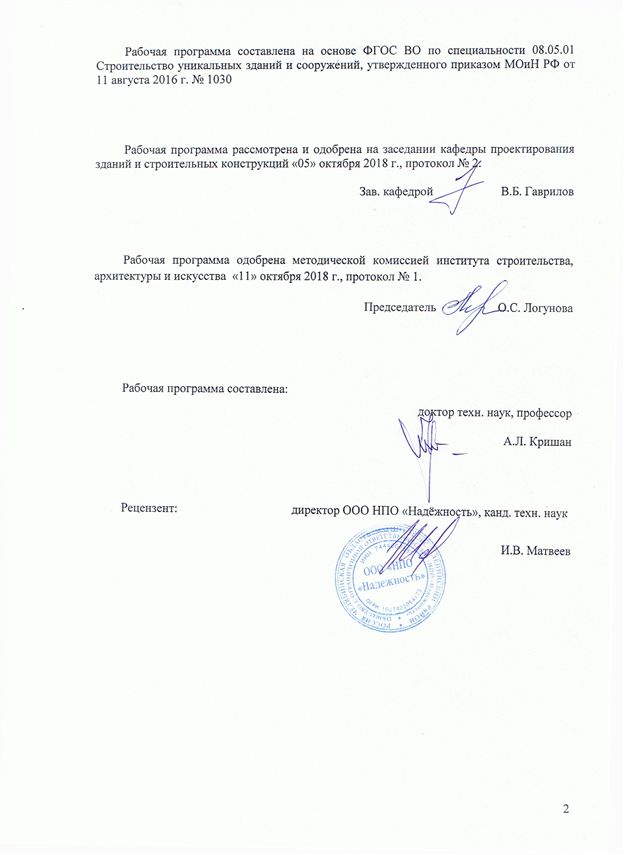 Рабочая программа составлена на основе ФГОС ВО по специальности 08.05.01
Строительство уникальных зданий и сооружений, утвержденного приказом МОиН РФ от
11 августа 2016 г. № 1030
Рабочая программа рассмотрена и одобрена на заседании кафедры проектирования
зданий и строительных конструкций «05» октября 2018 г., протокол № 2.
Зав. кафедрой В.Б. Гаврилов
Рабочая программа одобрена методической комиссией института строительства,
архитектуры и искусства «11» октября 2018 г., протокол № 1.
Председатель О.С. Логунова
Рабочая программа составлена:
доктор техн. наук, профессор
А.Л. Кришан
Рецензент: директор ООО НПО «Надёжность», канд. техн. наук
И.В. Матвеев
ООО «НПО
«Надежность»
2